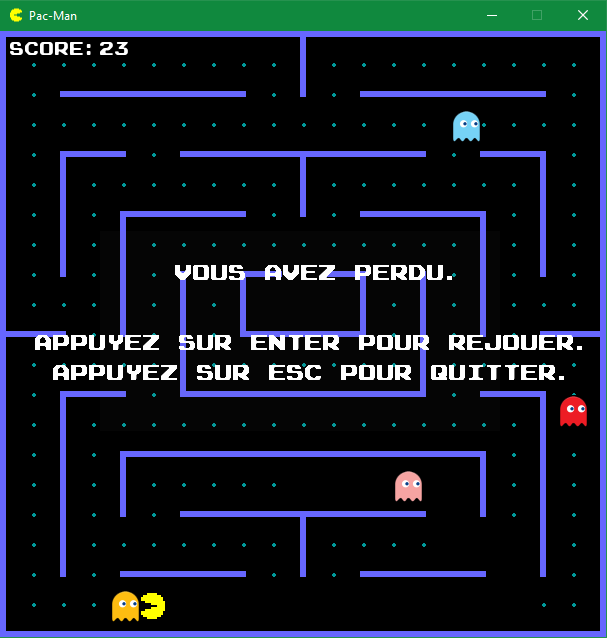 Pac-Man
SCORE: 23
VOUS AVEZ PERDU.
APPUYEZ SUR ENTER POUR REJOUER.
APPUYEZ SUR ESC POUR QUITTER.